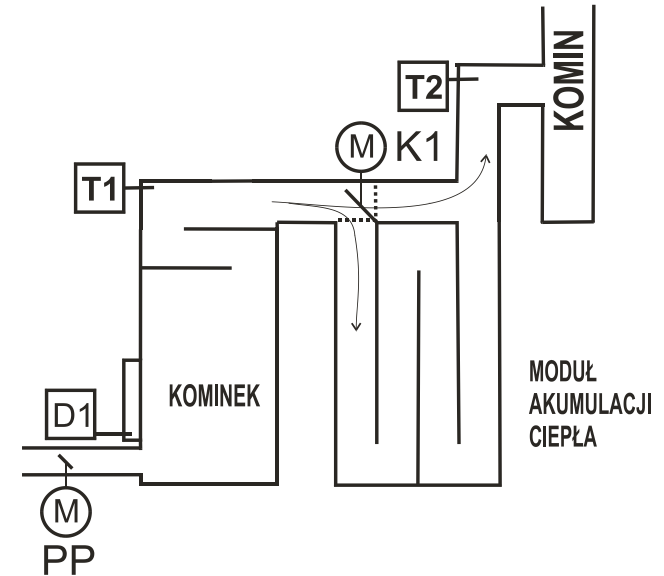 KOMIN
T2
M K1
T1
KOMINEK
MODUŁ
AKUMULACJI
CIEPŁA
D1
M
PP